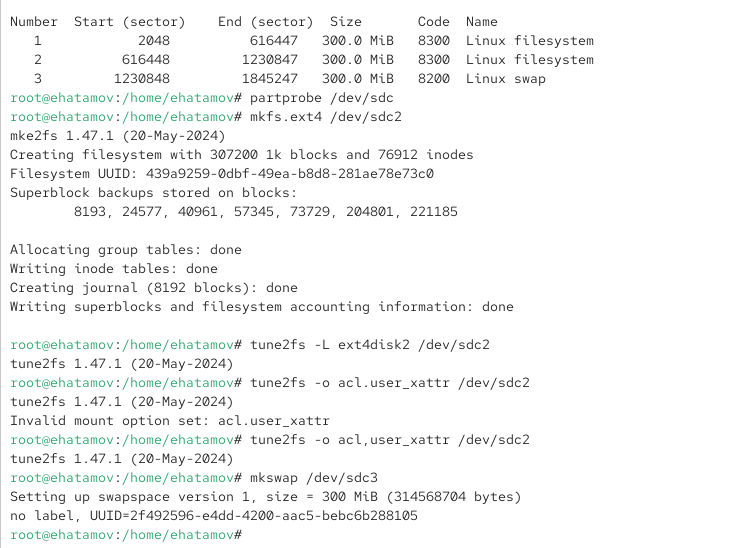 Number  Start (sector)    End (sector)  Size       Code  Name
   1            2048          616447   300.0 MiB   8300  Linux filesystem
   2          616448         1230847   300.0 MiB   8300  Linux filesystem
   3         1230848         1845247   300.0 MiB   8200  Linux swap
root@ehatamov:/home/ehatamov# partprobe /dev/sdc
root@ehatamov:/home/ehatamov# mkfs.ext4 /dev/sdc2
mke2fs 1.47.1 (20-May-2024)
Creating filesystem with 307200 1k blocks and 76912 inodes
Filesystem UUID: 439a9259-0dbf-49ea-b8d8-281ae78e73c0
Superblock backups stored on blocks:
        8193, 24577, 40961, 57345, 73729, 204801, 221185

Allocating group tables: done
Writing inode tables: done
Creating journal (8192 blocks): done
Writing superblocks and filesystem accounting information: done

root@ehatamov:/home/ehatamov# tune2fs -L ext4disk2 /dev/sdc2
tune2fs 1.47.1 (20-May-2024)
root@ehatamov:/home/ehatamov# tune2fs -o acl.user_xattr /dev/sdc2
tune2fs 1.47.1 (20-May-2024)
Invalid mount option set: acl.user_xattr
root@ehatamov:/home/ehatamov# tune2fs -o acl,user_xattr /dev/sdc2
tune2fs 1.47.1 (20-May-2024)
root@ehatamov:/home/ehatamov# mkswap /dev/sdc3
Setting up swapspace version 1, size = 300 MiB (314568704 bytes)
no label, UUID=2f492596-e4dd-4200-aac5-bebc6b288105
root@ehatamov:/home/ehatamov#